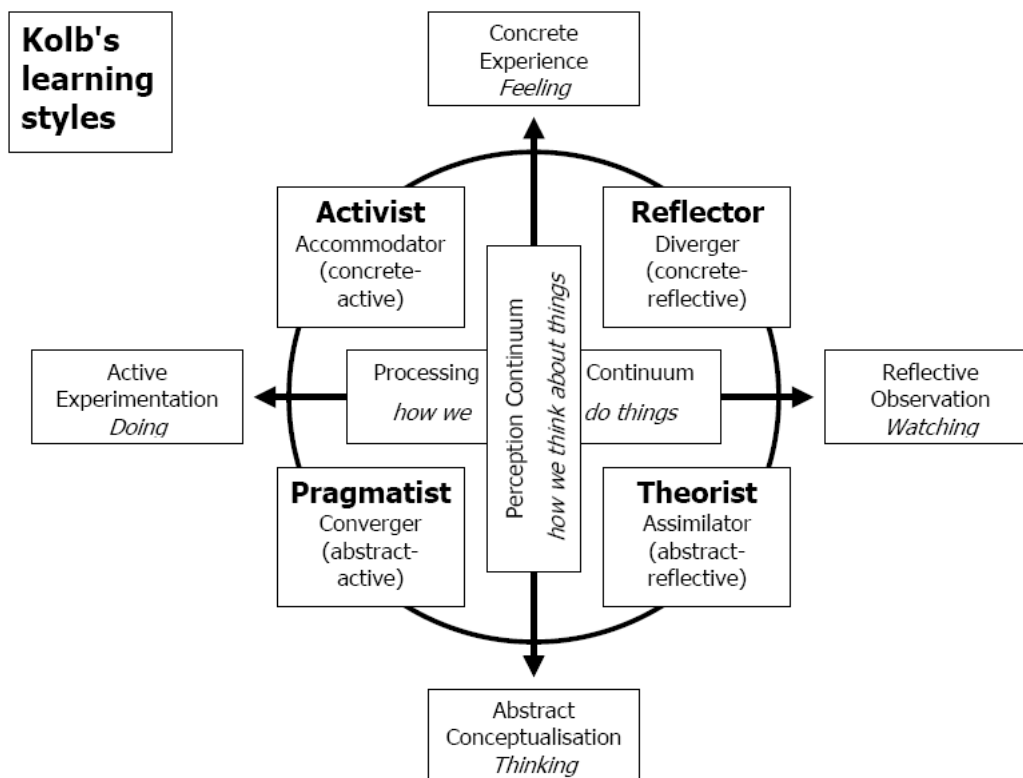 Kolb's
learning
styles
Concrete
Experience
Feeling
Activist
Accommodator
(concrete-
active)
Reflector
Diverger
(concrete-
reflective)
Perception Continuum
how we think about things
Active
Experimentation
Doing
Processing Continuum
how we do things
Reflective
Observation
Watching
Pragmatist
Converger
(abstract-
active)
Theorist
Assimilator
(abstract-
reflective)
Abstract
Conceptualisation
Thinking